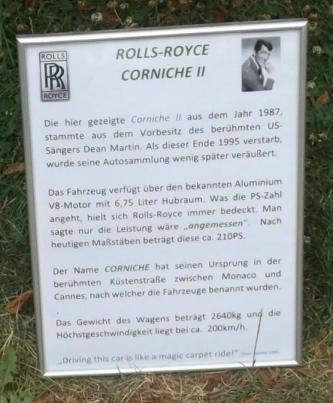 ROLLS
RR
ROYCE
ROLLS-ROYCE
CORNICHE II
Die hier gezeigte Corniche II aus dem Jahr 1987,
stammte aus dem Vorbesitz des berühmten US-
Sängers Dean Martin. Als dieser Ende 1995 verstarb,
wurde seine Autosammlung wenig später veräußert.
Das Fahrzeug verfügt über den bekannten Aluminium
V8-Motor mit 6,75 Liter Hubraum. Was die PS-Zahl
angeht, hielt sich Rolls-Royce immer bedeckt. Man
sagte nur die Leistung wäre „angemessen“. Nach
heutigen Maßstäben beträgt diese ca. 210PS.
Der Name CORNICHE hat seinen Ursprung in der
berühmten Küstenstraße zwischen Monaco und
Cannes, nach welcher die Fahrzeuge benannt wurden.
.
Das Gewicht des Wagens beträgt 2640kg und die
Höchstgeschwindigkeit liegt bei ca. 200km/h.
„Driving this car is like a magic carpet ride!“